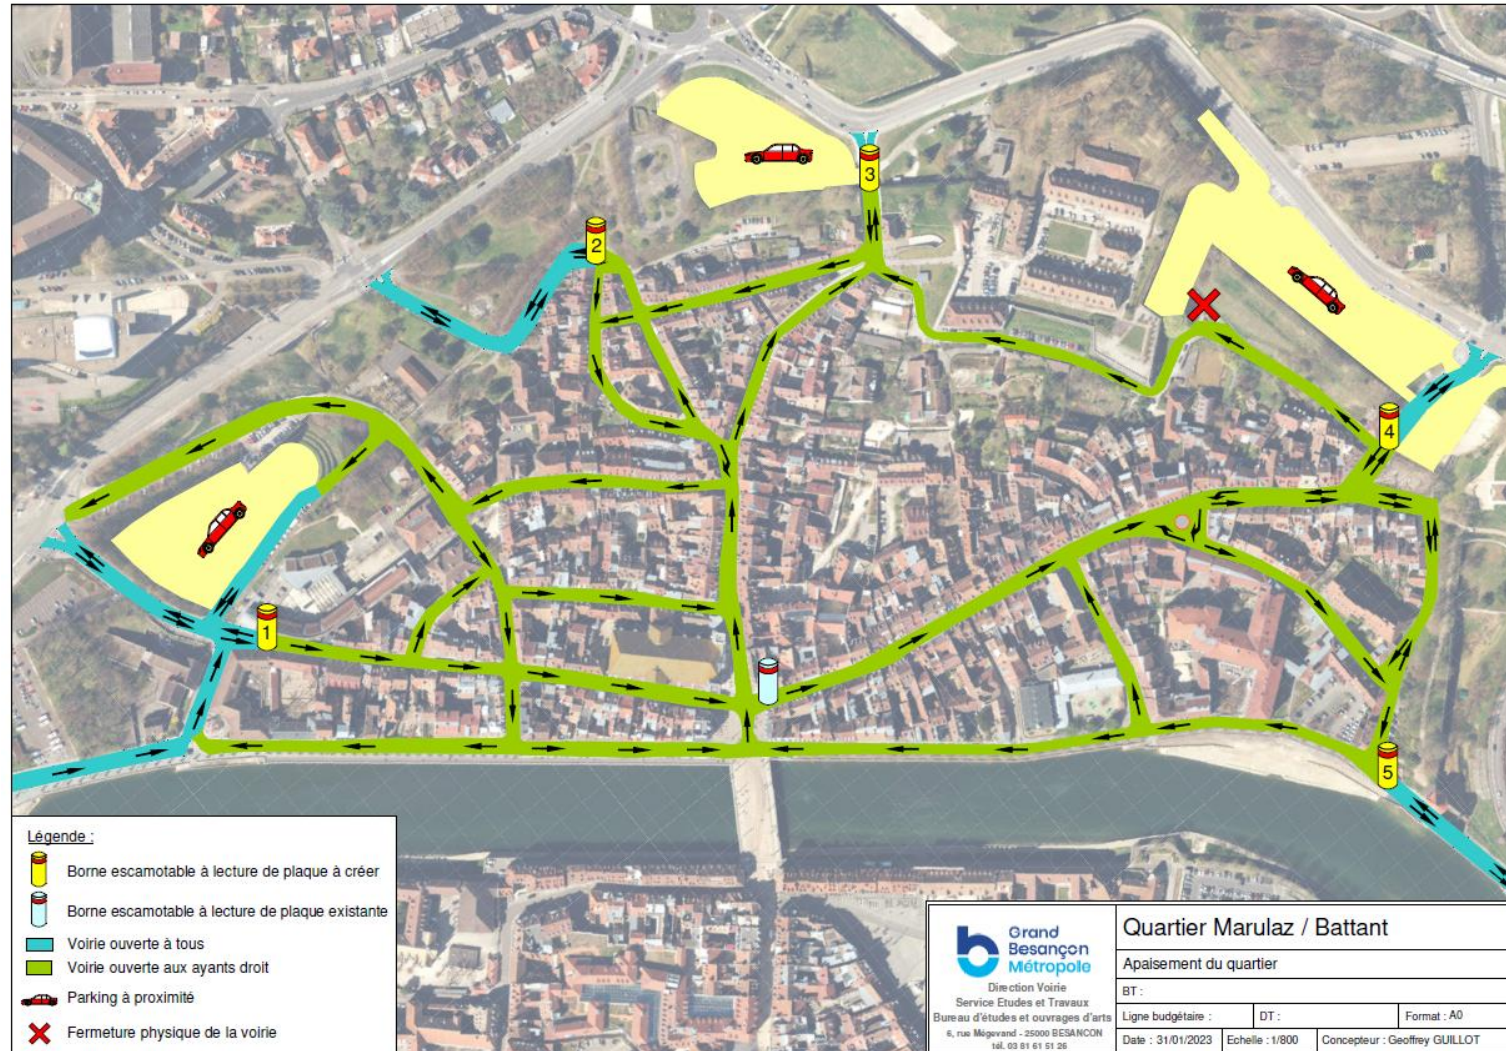 3
2
4
1
5
Légende :
Borne escamotable à lecture de plaque à créer
Borne escamotable à lecture de plaque existante
Voirie ouverte à tous
Voirie ouverte aux ayants droit
Parking à proximité
Fermeture physique de la voirie
Grand
Besançon
Métropole
Direction Voirie
Service Etudes et Travaux
Bureau d'études et ouvrages d'arts
6, rue Mégevand - 25000 BESANCON
tél. 03 81 61 51 26
Quartier Marulaz / Battant
Apaisement du quartier
BT :
Ligne budgétaire : DT : Format : A0
Date : 31/01/2023 Echelle : 1/800 Concepteur : Geoffrey GUILLOT